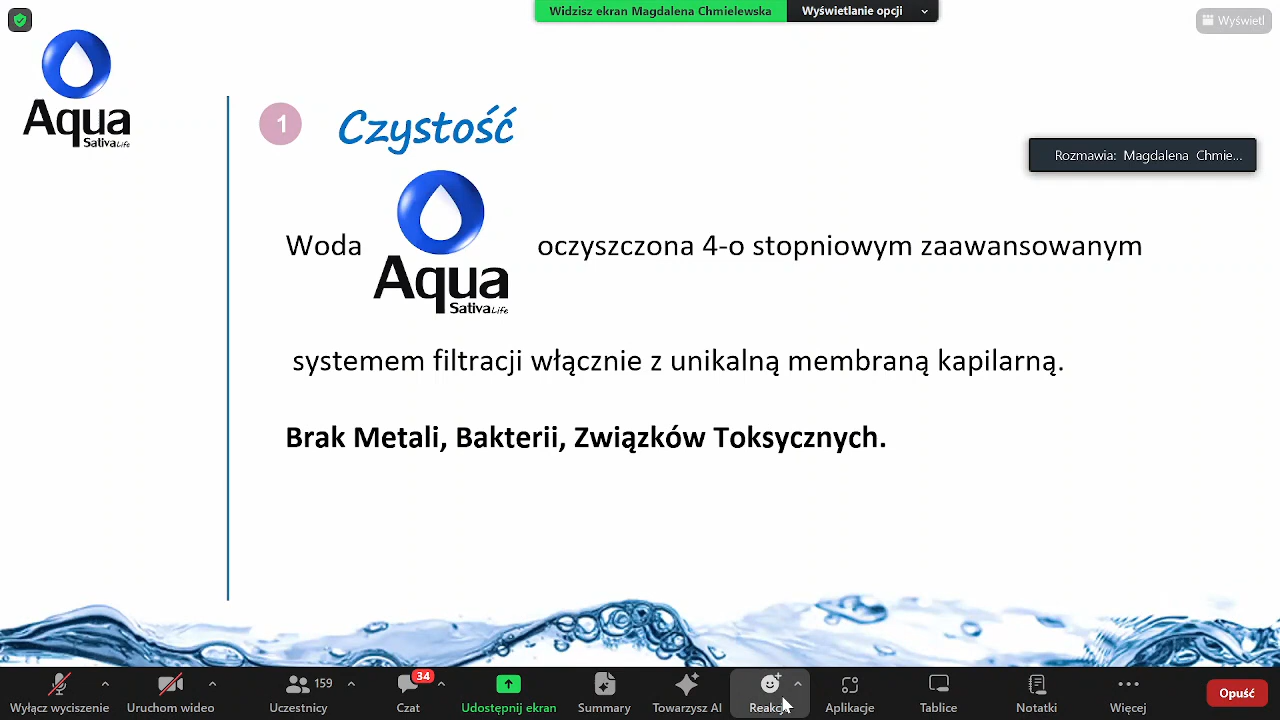 Widzisz ekran Magdalena Chmielewska
Wyświetlanie opcji
Wyświetl
Aqua
SativaLife
1
Czystość
Rozmawia: Magdalena Chmie...
Woda
Aqua
SativaLife
oczyszczona 4-o stopniowym zaawansowanym
systemem filtracji włącznie z unikalną membraną kapilarną.
Brak Metali, Bakterii, Związków Toksycznych.
159
34
Wyłącz wyciszenie
Uruchom wideo
Uczestnicy
Czat
Udostępnij ekran
Summary
Towarzysz AI
Reakcje
Aplikacje
Tablice
Notatki
Więcej
Opuść